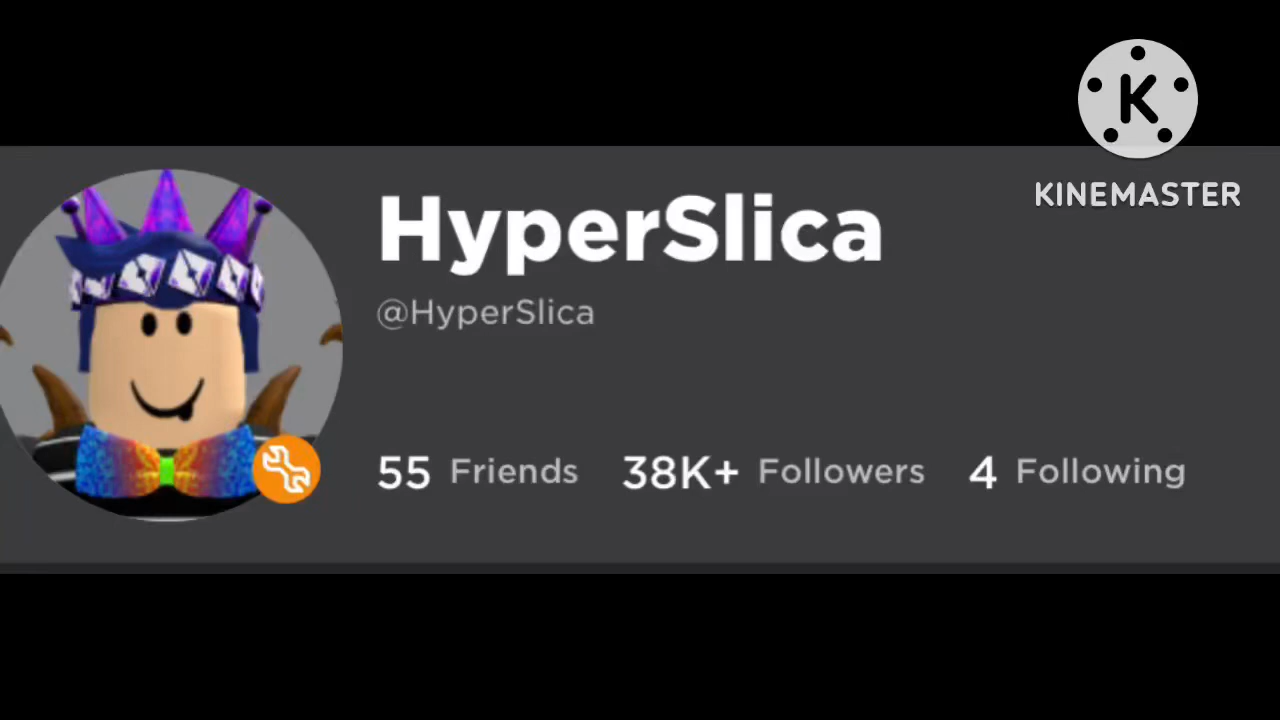 K
KINEMASTER
HyperSlica
@HyperSlica
55 Friends 38K+ Followers 4 Following